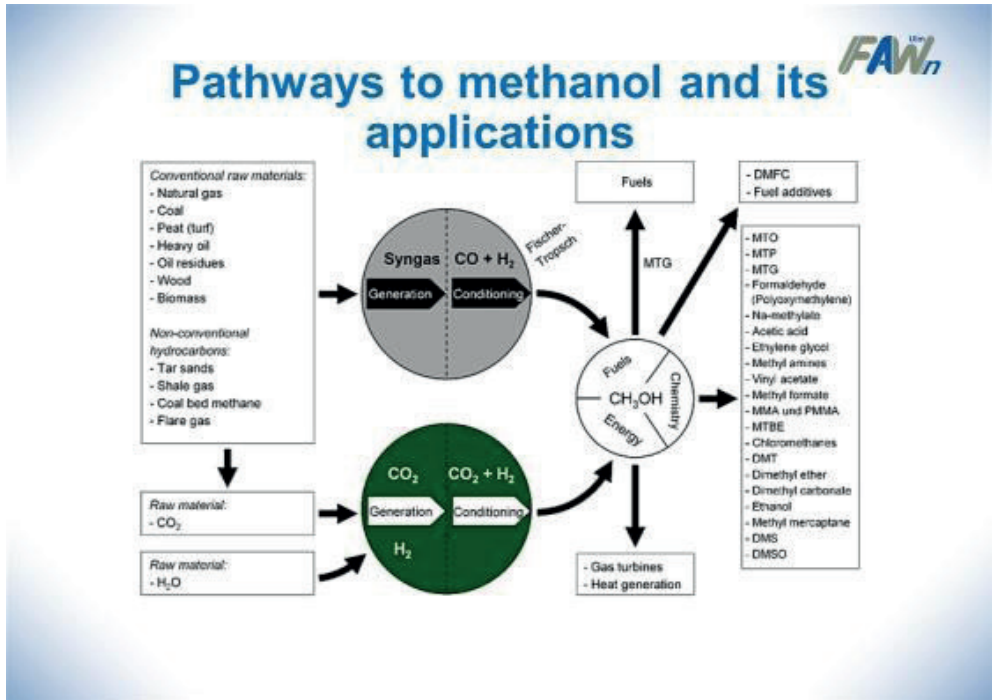 Ulm
FAW n
Pathways to methanol and its
applications
Conventional raw materials:
- Natural gas
- Coal
- Peat (turf)
- Heavy oil
- Oil residues
- Wood
- Biomass
Non-conventional
hydrocarbons:
- Tar sands
- Shale gas
- Coal bed methane
- Flare gas
Raw material:
- CO₂
Raw material:
- H₂O
Syngas CO + H₂
Generation Conditioning
Fischer-
Tropsch
CO₂ CO₂ + H₂
Generation Conditioning
H₂
Fuels
MTG
Fuels
CH₃OH
Chemistry
Energy
- Gas turbines
- Heat generation
- DMFC
- Fuel additives
- MTO
- MTP
- MTG
- Formaldehyde
(Polyoxymethylene)
- Na-methylate
- Acetic acid
- Ethylene glycol
- Methyl amines
- Vinyl acetate
- Methyl formate
- MMA und PMMA
- MTBE
- Chloromethanes
- DMT
- Dimethyl ether
- Dimethyl carbonate
- Ethanol
- Methyl mercaptane
- DMS
- DMSO